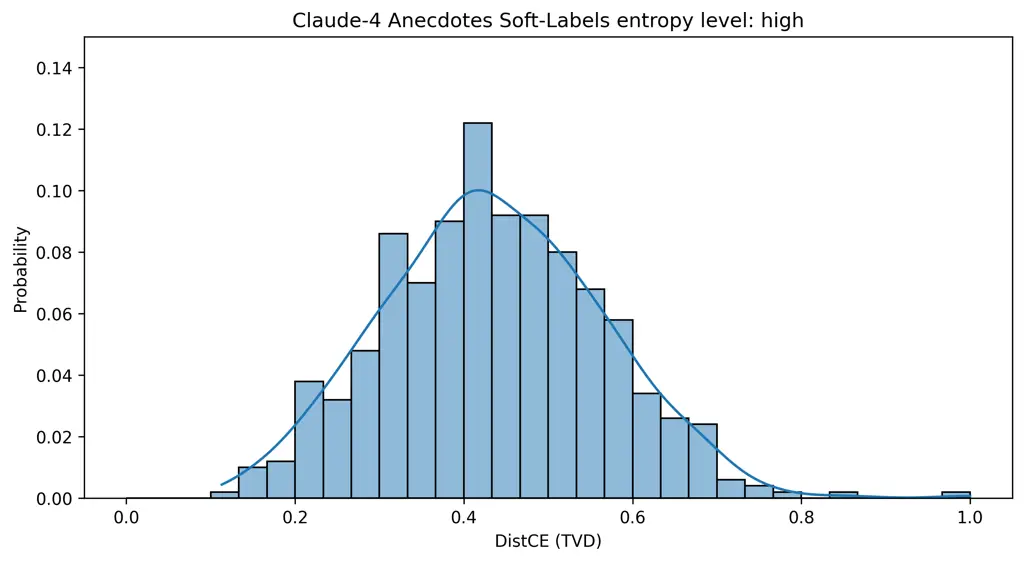 Claude-4 Anecdotes Soft-Labels entropy level: high
Probability
0.14
0.12
0.10
0.08
0.06
0.04
0.02
0.00
0.0 0.2 0.4 0.6 0.8 1.0
DistCE (TVD)